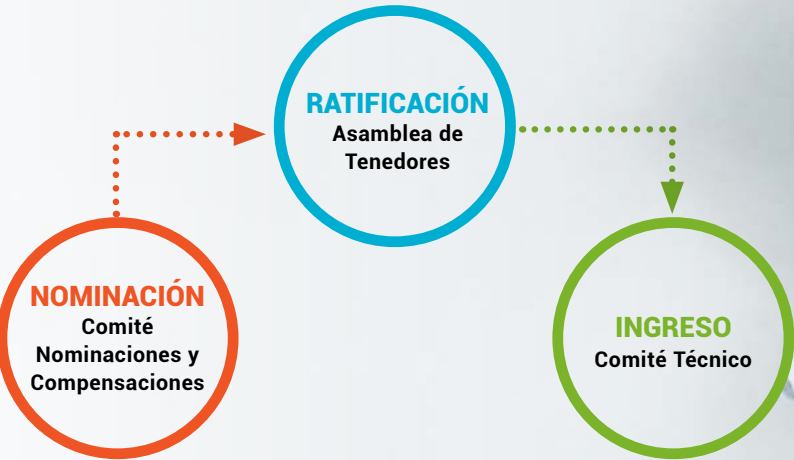 NOMINACIÓN
Comité
Nominaciones y
Compensaciones
RATIFICACIÓN
Asamblea de
Tenedores
INGRESO
Comité Técnico